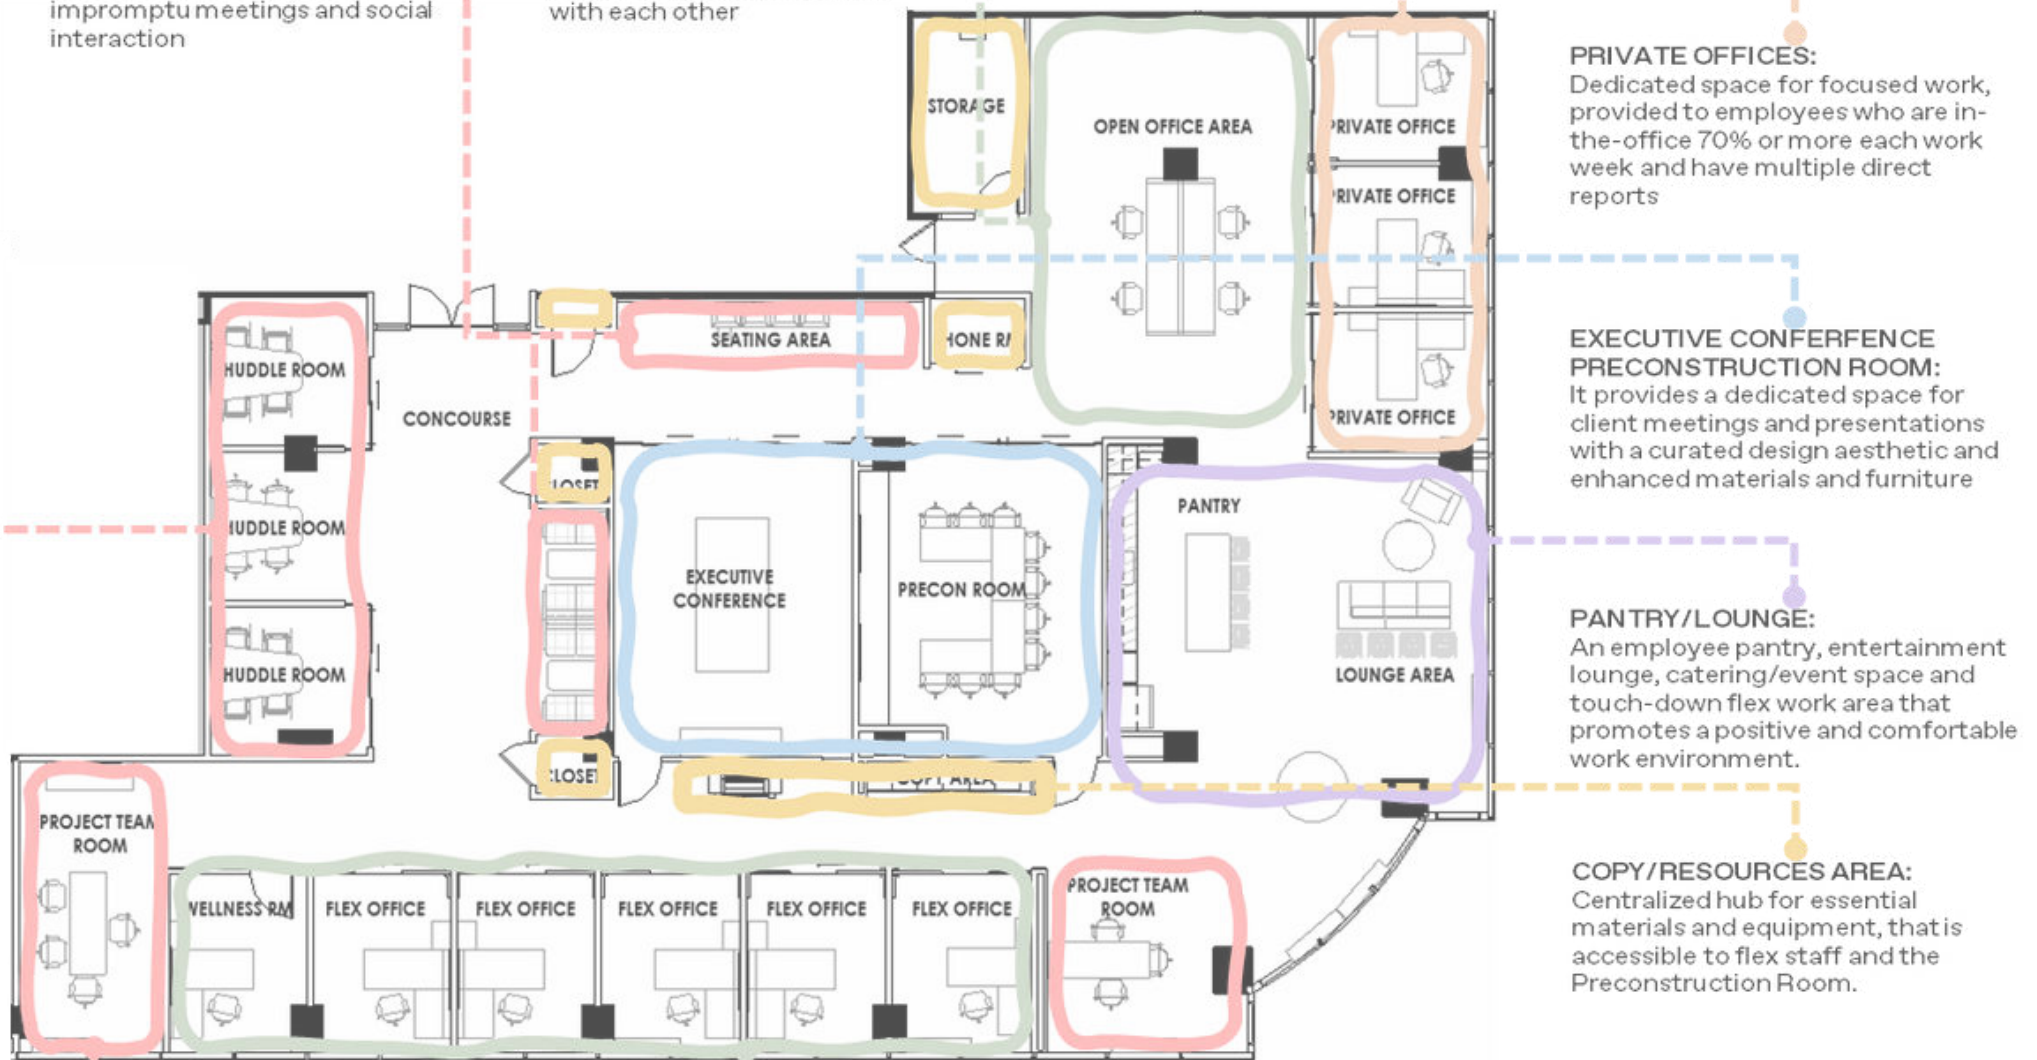 impromptu meetings and social
interaction
with each other
PRIVATE OFFICES:
Dedicated space for focused work,
provided to employees who are in-
the-office 70% or more each work
week and have multiple direct
reports
EXECUTIVE CONFERFENCE
PRECONSTRUCTION ROOM:
It provides a dedicated space for
client meetings and presentations
with a curated design aesthetic and
enhanced materials and furniture
PANTRY/LOUNGE:
An employee pantry, entertainment
lounge, catering/event space and
touch-down flex work area that
promotes a positive and comfortable
work environment.
COPY/RESOURCES AREA:
Centralized hub for essential
materials and equipment, that is
accessible to flex staff and the
Preconstruction Room.
STORAGE
OPEN OFFICE AREA
PRIVATE OFFICE
PRIVATE OFFICE
PRIVATE OFFICE
SEATING AREA
PHONE RM
HUDDLE ROOM
HUDDLE ROOM
HUDDLE ROOM
CONCOURSE
CLOSET
EXECUTIVE
CONFERENCE
PRECON ROOM
PANTRY
LOUNGE AREA
CLOSET
COPY AREA
PROJECT TEAM
ROOM
WELLNESS RM
FLEX OFFICE
FLEX OFFICE
FLEX OFFICE
FLEX OFFICE
FLEX OFFICE
PROJECT TEAM
ROOM